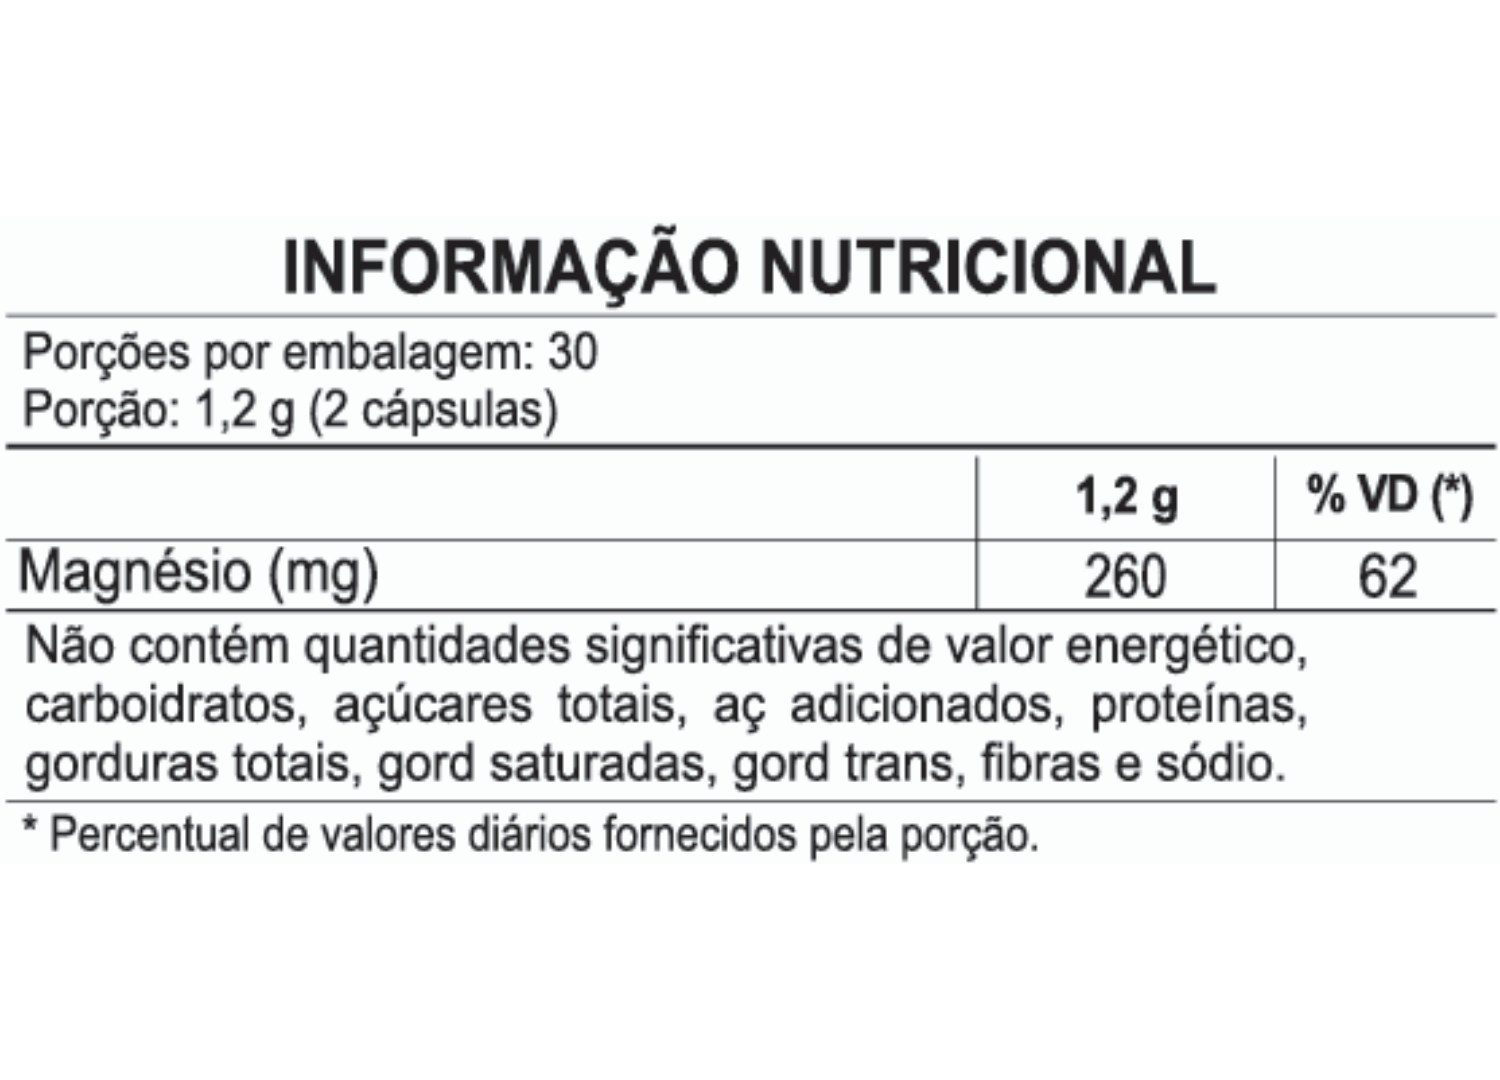 INFORMAÇÃO NUTRICIONAL
Porções por embalagem: 30
Porção: 1,2 g (2 cápsulas)
1,2 g % VD (*)
Magnésio (mg) 260 62
Não contém quantidades significativas de valor energético,
carboidratos, açúcares totais, aç adicionados, proteínas,
gorduras totais, gord saturadas, gord trans, fibras e sódio.
* Percentual de valores diários fornecidos pela porção.